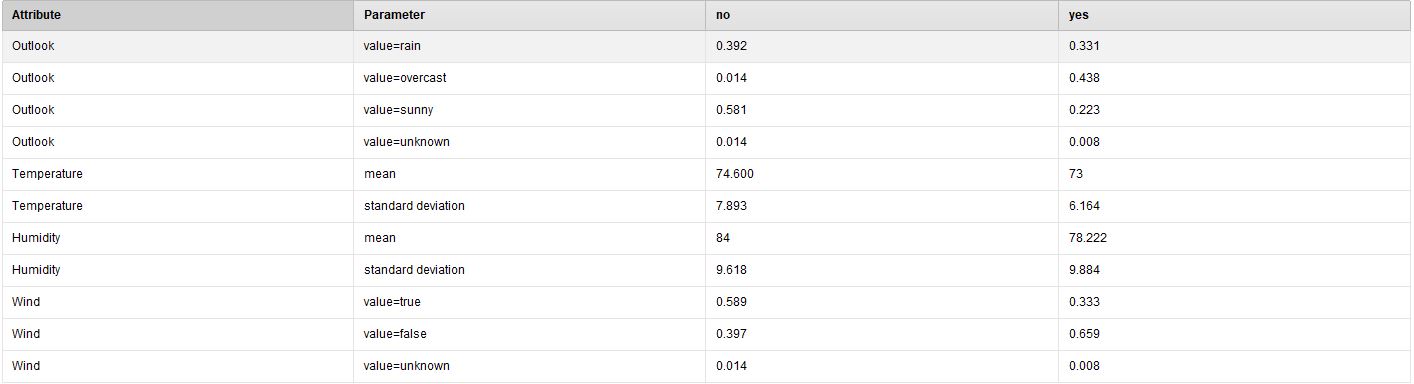 Attribute Parameter no yes
Outlook value=rain 0.392 0.331
Outlook value=overcast 0.014 0.438
Outlook value=sunny 0.581 0.223
Outlook value=unknown 0.014 0.008
Temperature mean 74.600 73
Temperature standard deviation 7.893 6.164
Humidity mean 84 78.222
Humidity standard deviation 9.618 9.884
Wind value=true 0.589 0.333
Wind value=false 0.397 0.659
Wind value=unknown 0.014 0.008